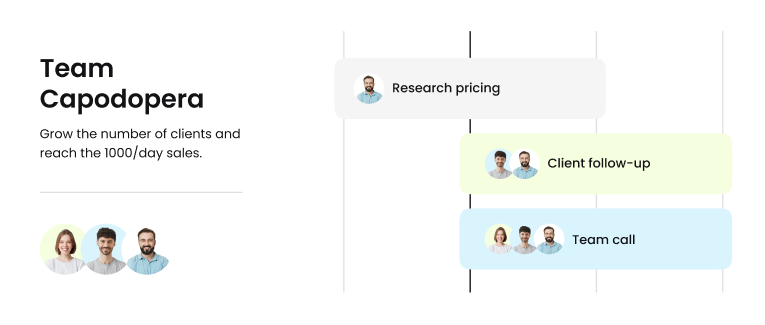 Team
Capodopera
Grow the number of clients and
reach the 1000/day sales.
Research pricing
Client follow-up
Team call